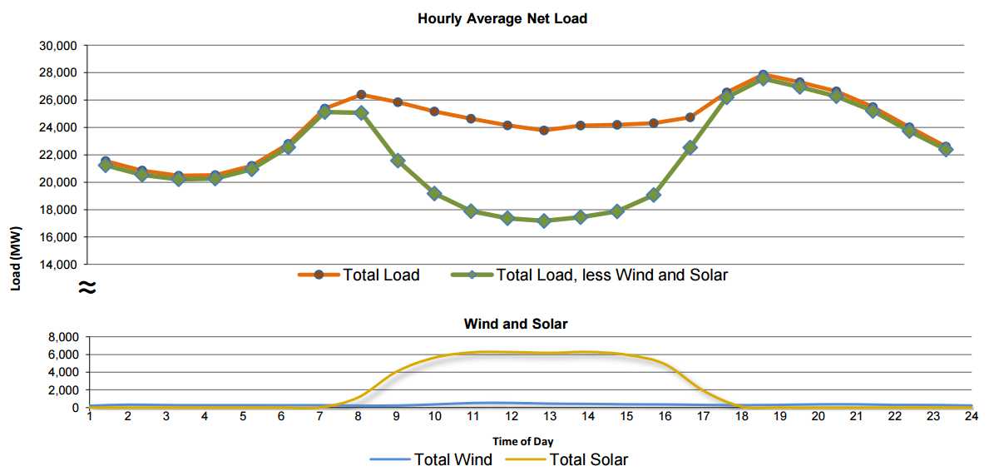 Hourly Average Net Load
30,000
28,000
26,000
24,000
22,000
20,000
18,000
16,000
14,000
Load (MW)
Total Load Total Load, less Wind and Solar
≈
Wind and Solar
8,000
6,000
4,000
2,000
0
1 2 3 4 5 6 7 8 9 10 11 12 13 14 15 16 17 18 19 20 21 22 23 24
Time of Day
Total Wind Total Solar